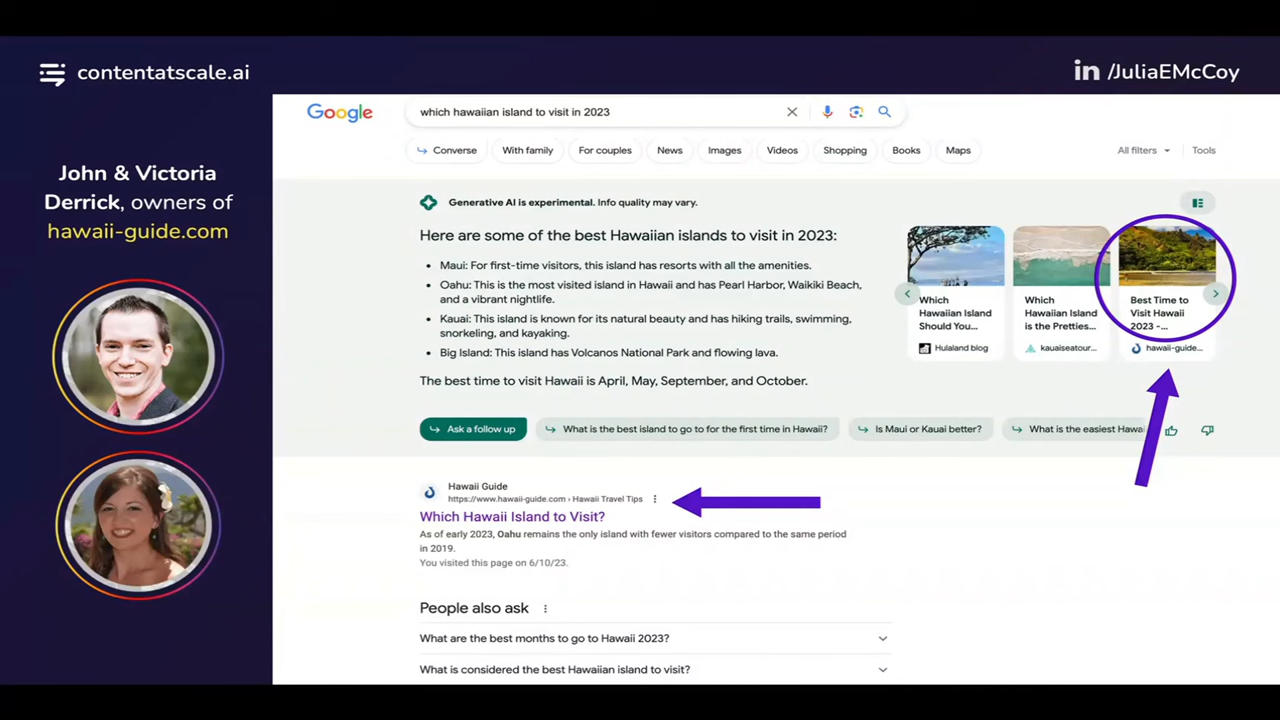 contentatscale.ai
in /JuliaEMcCoy
John & Victoria
Derrick, owners of
hawaii-guide.com
Google
which hawaiian island to visit in 2023
Converse
With family
For couples
News
Images
Videos
Shopping
Books
Maps
All filters
Tools
Generative AI is experimental. Info quality may vary.
Here are some of the best Hawaiian islands to visit in 2023:
• Maui: For first-time visitors, this island has resorts with all the amenities.
• Oahu: This is the most visited island in Hawaii and has Pearl Harbor, Waikiki Beach,
and a vibrant nightlife.
• Kauai: This island is known for its natural beauty and has hiking trails, swimming,
snorkeling, and kayaking.
• Big Island: This island has Volcanos National Park and flowing lava.
The best time to visit Hawaii is April, May, September, and October.
Which
Hawaiian Island
Should You...
Hulaland blog
Which
Hawaiian Island
is the Pretties...
kauaiseatour...
Best Time to
Visit Hawaii
2023 -...
hawaii-guide...
Ask a follow up
What is the best island to go to for the first time in Hawaii?
Is Maui or Kauai better?
What is the easiest Hawai
Hawaii Guide
https://www.hawaii-guide.com › Hawaii Travel Tips
Which Hawaii Island to Visit?
As of early 2023, Oahu remains the only island with fewer visitors compared to the same period
in 2019.
You visited this page on 6/10/23.
People also ask
What are the best months to go to Hawaii 2023?
What is considered the best Hawaiian island to visit?